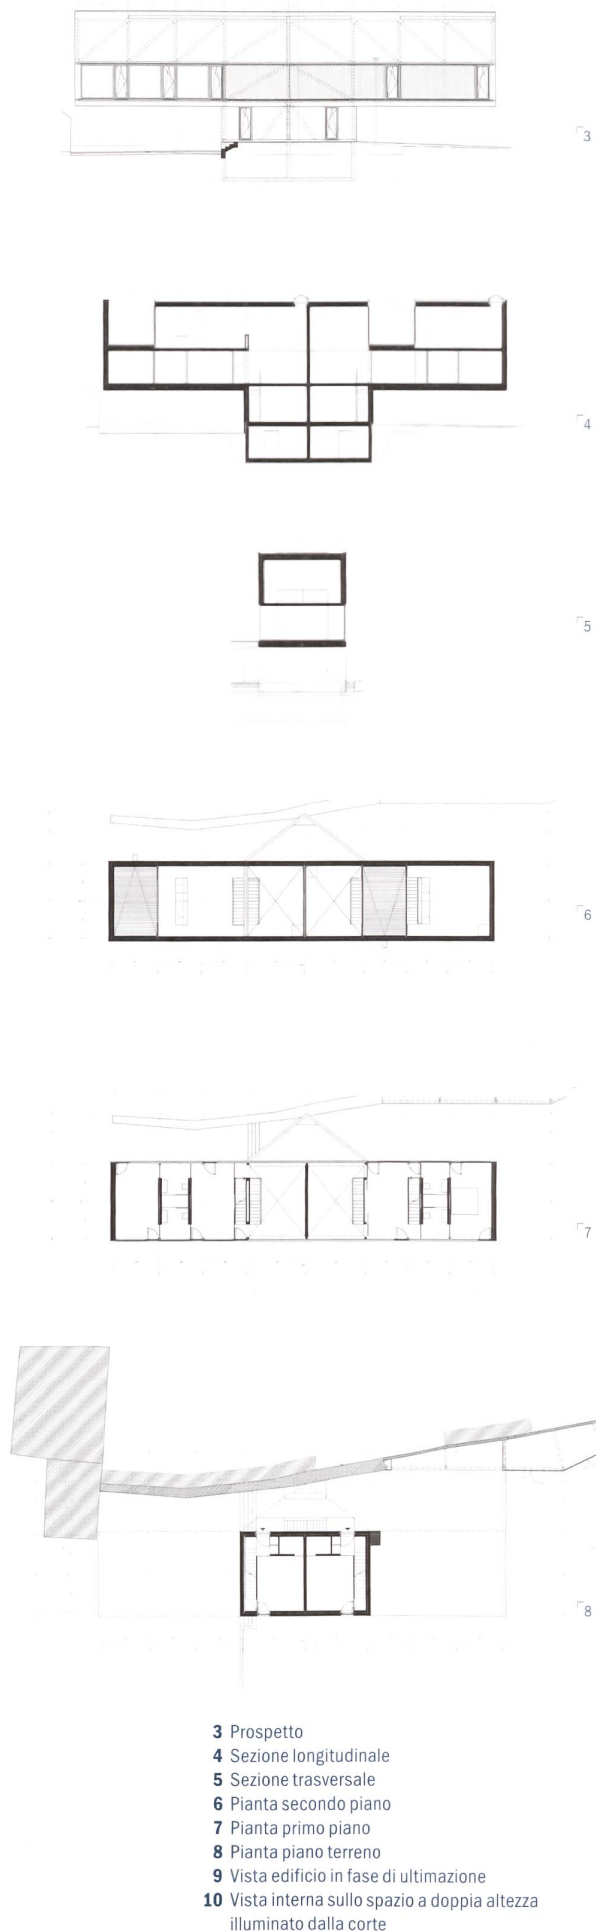 3
4
5
6
7
8
3 Prospetto
4 Sezione longitudinale
5 Sezione trasversale
6 Pianta secondo piano
7 Pianta primo piano
8 Pianta piano terreno
9 Vista edificio in fase di ultimazione
10 Vista interna sullo spazio a doppia altezza
illuminato dalla corte